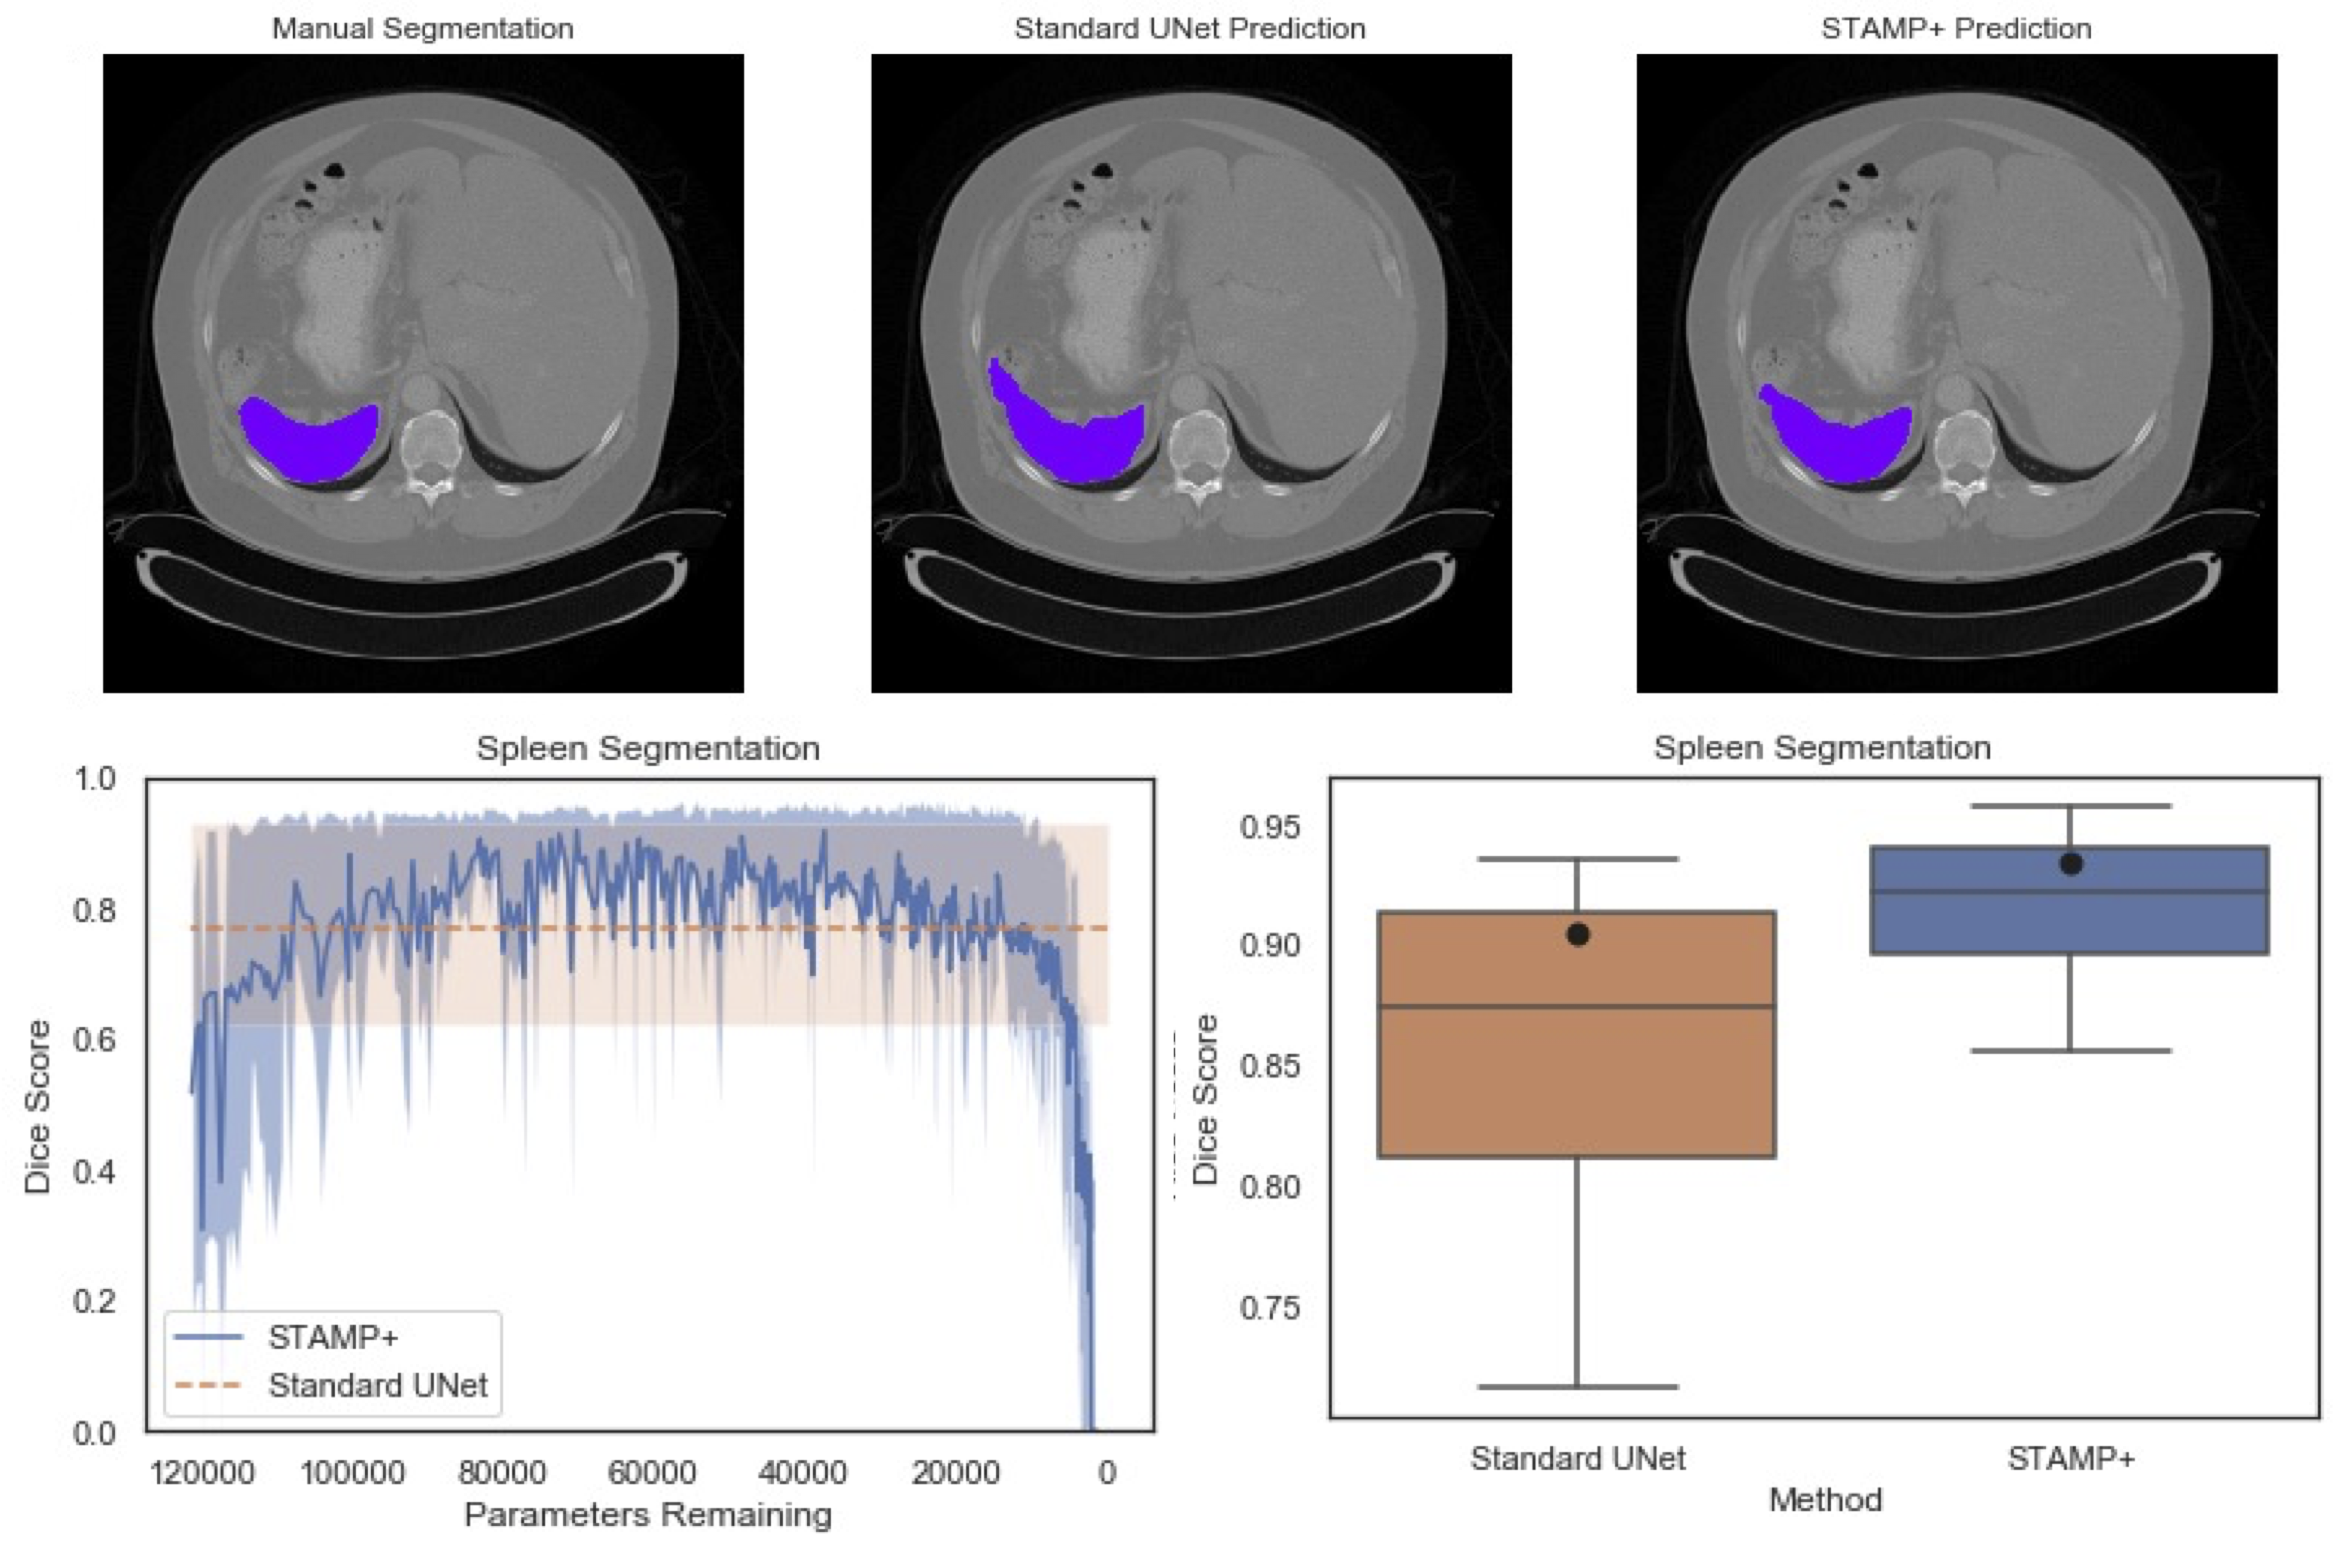 Manual Segmentation
Standard UNet Prediction
STAMP+ Prediction
Spleen Segmentation
1.0
0.8
0.6
0.4
0.2
0.0
Dice Score
STAMP+
Standard UNet
120000 100000 80000 60000 40000 20000 0
Parameters Remaining
Spleen Segmentation
0.95
0.90
0.85
0.80
0.75
Dice Score
Standard UNet STAMP+
Method